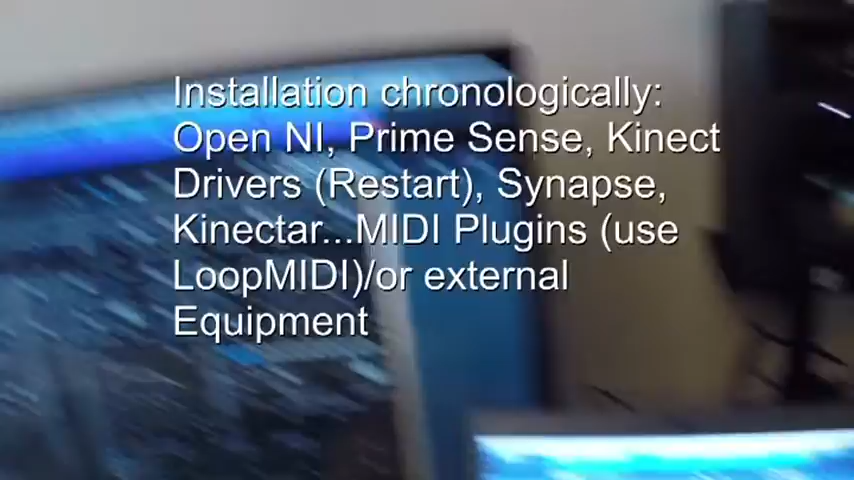 Installation chronologically:
Open NI, Prime Sense, Kinect
Drivers (Restart), Synapse,
Kinectar...MIDI Plugins (use
LoopMIDI)/or external
Equipment